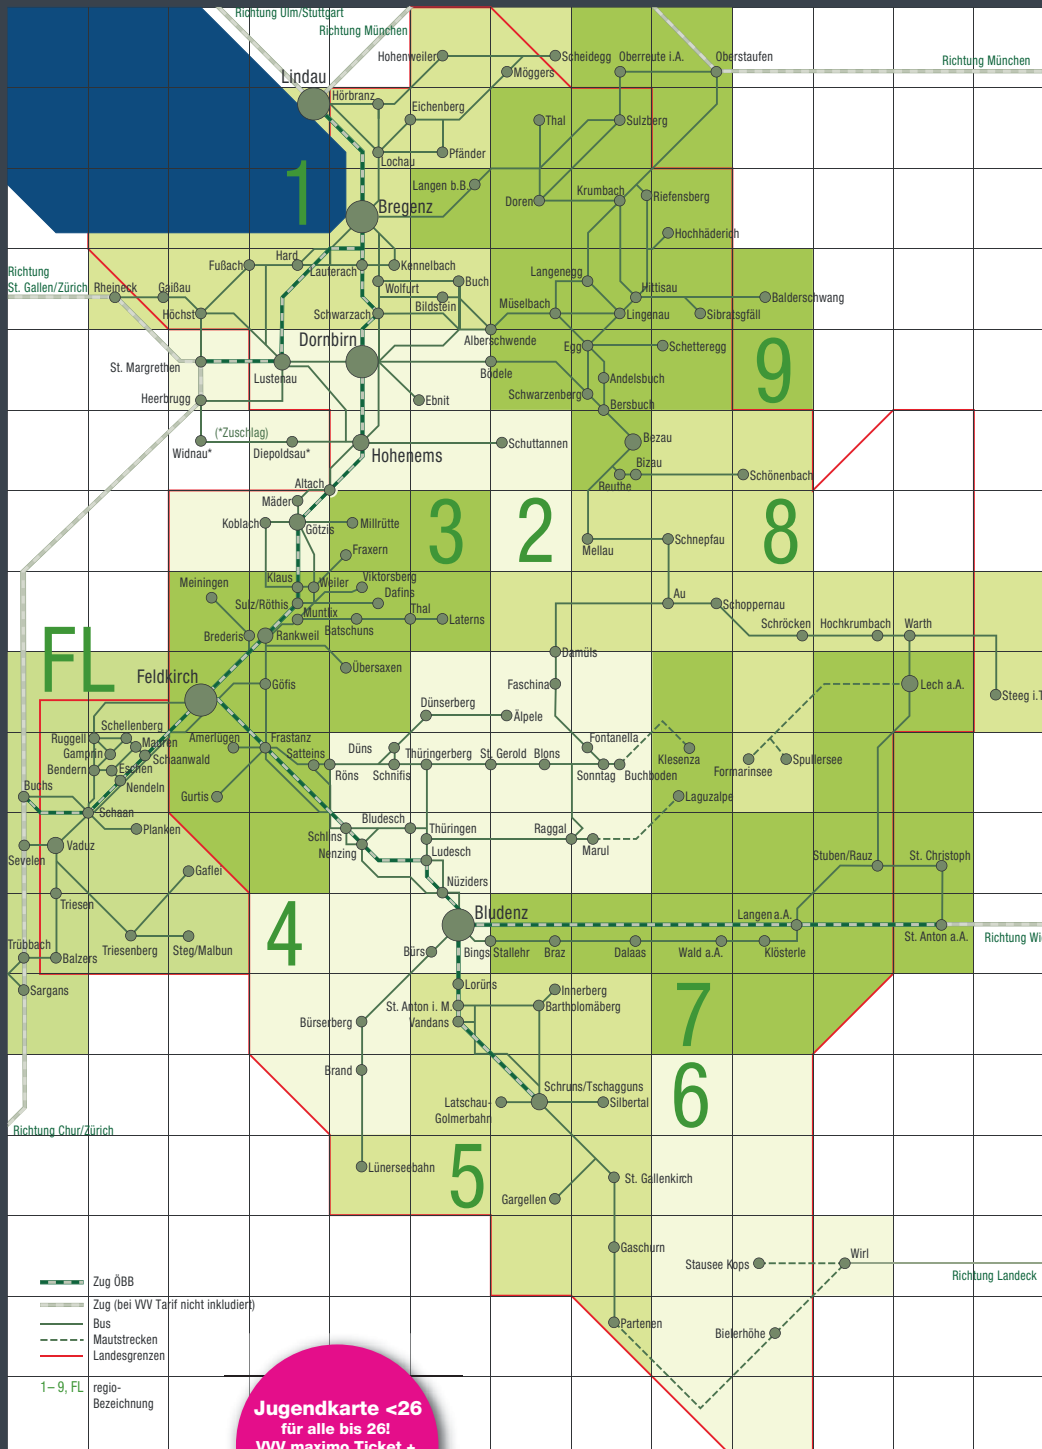 Richtung Ulm/Stuttgart
Richtung München
Hohenweiler
Scheidegg
Oberreute i.A.
Oberstaufen
Richtung München
Möggers
Lindau
Hörbranz
Eichenberg
Thal
Sulzberg
Lochau
Pfänder
1
Langen b.B.
Krumbach
Riefensberg
Doren
Bregenz
Hochhäderich
Hard
Fußach
Lauterach
Kennelbach
Richtung
St. Gallen/Zürich
Rheineck
Gaißau
Wolfurt
Buch
Langenegg
Hittisau
Balderschwang
Bildstein
Müselbach
Höchst
Schwarzach
Lingenau
Sibratsgfäll
Dornbirn
Alberschwende
Egg
Schetteregg
9
St. Margrethen
Lustenau
Bödele
Andelsbuch
Heerbrugg
Ebnit
Schwarzenberg
Bersbuch
(*Zuschlag)
Widnau*
Diepoldsau*
Hohenems
Schuttannen
Bezau
Bizau
Reuthe
Schönenbach
Altach
Mäder
Koblach
Götzis
Millrütte
3
2
8
Fraxern
Mellau
Schnepfau
Meiningen
Klaus
Weiler
Viktorsberg
Dafins
Sulz/Röthis
Muntlix
Batschuns
Thal
Laterns
Au
Schoppernau
Schröcken
Hochkrumbach
Warth
FL
Brederis
Rankweil
Damüls
Übersaxen
Feldkirch
Göfis
Faschina
Lech a.A.
Steeg i.T
Dünserberg
Älpele
Schellenberg
Ruggell
Mauren
Gamprin
Schaanwald
Bendern
Eschen
Nendeln
Amerlügen
Frastanz
Satteins
Düns
Röns
Schnifis
Thüringerberg
St. Gerold
Blons
Fontanella
Sonntag
Buchboden
Klesenza
Formarinsee
Spullersee
Buchs
Gurtis
Laguzalpe
Schaan
Planken
Bludesch
Schlins
Nenzing
Thüringen
Ludesch
Raggal
Marul
Vaduz
Sevelen
Gaflei
Nüziders
Stuben/Rauz
St. Christoph
Triesen
4
Bludenz
Langen a.A.
St. Anton a.A.
Richtung Wi
Trübbach
Balzers
Triesenberg
Steg/Malbun
Bürs
Bings
Stallehr
Braz
Dalaas
Wald a.A.
Klösterle
Sargans
Lorüns
St. Anton i. M.
Innerberg
Bartholomäberg
7
Bürserberg
Vandans
Brand
Schruns/Tschagguns
6
Latschau-
Golmerbahn
Silbertal
Richtung Chur/Zürich
Lünerseebahn
5
St. Gallenkirch
Gargellen
Gaschurn
Stausee Kops
Wirl
Richtung Landeck
Partenen
Bielerhöhe
Zug ÖBB
Zug (bei VVV Tarif nicht inkludiert)
Bus
Mautstrecken
Landesgrenzen
1– 9, FL regio-
Bezeichnung
Jugendkarte <26
für alle bis 26!
VVV maximo Ticket +